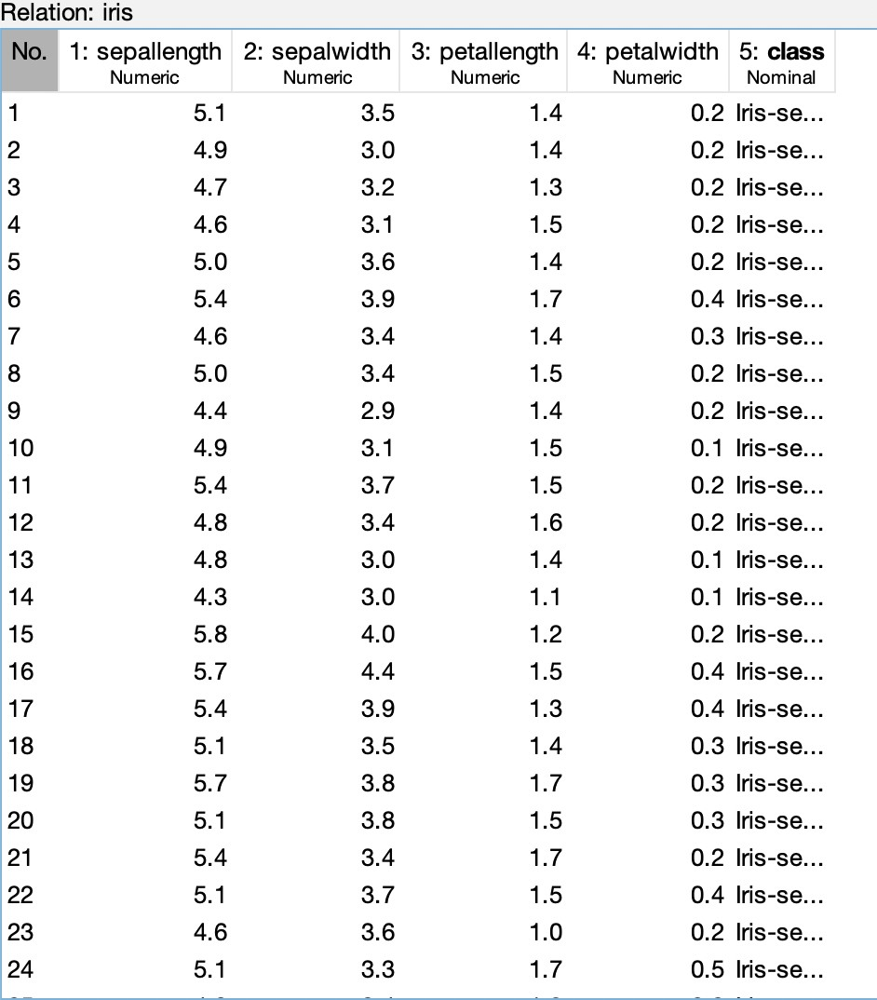 Relation: iris
No. 1: sepallength 2: sepalwidth 3: petallength 4: petalwidth 5: class
Numeric Numeric Numeric Numeric Nominal
1 5.1 3.5 1.4 0.2 Iris-se...
2 4.9 3.0 1.4 0.2 Iris-se...
3 4.7 3.2 1.3 0.2 Iris-se...
4 4.6 3.1 1.5 0.2 Iris-se...
5 5.0 3.6 1.4 0.2 Iris-se...
6 5.4 3.9 1.7 0.4 Iris-se...
7 4.6 3.4 1.4 0.3 Iris-se...
8 5.0 3.4 1.5 0.2 Iris-se...
9 4.4 2.9 1.4 0.2 Iris-se...
10 4.9 3.1 1.5 0.1 Iris-se...
11 5.4 3.7 1.5 0.2 Iris-se...
12 4.8 3.4 1.6 0.2 Iris-se...
13 4.8 3.0 1.4 0.1 Iris-se...
14 4.3 3.0 1.1 0.1 Iris-se...
15 5.8 4.0 1.2 0.2 Iris-se...
16 5.7 4.4 1.5 0.4 Iris-se...
17 5.4 3.9 1.3 0.4 Iris-se...
18 5.1 3.5 1.4 0.3 Iris-se...
19 5.7 3.8 1.7 0.3 Iris-se...
20 5.1 3.8 1.5 0.3 Iris-se...
21 5.4 3.4 1.7 0.2 Iris-se...
22 5.1 3.7 1.5 0.4 Iris-se...
23 4.6 3.6 1.0 0.2 Iris-se...
24 5.1 3.3 1.7 0.5 Iris-se...